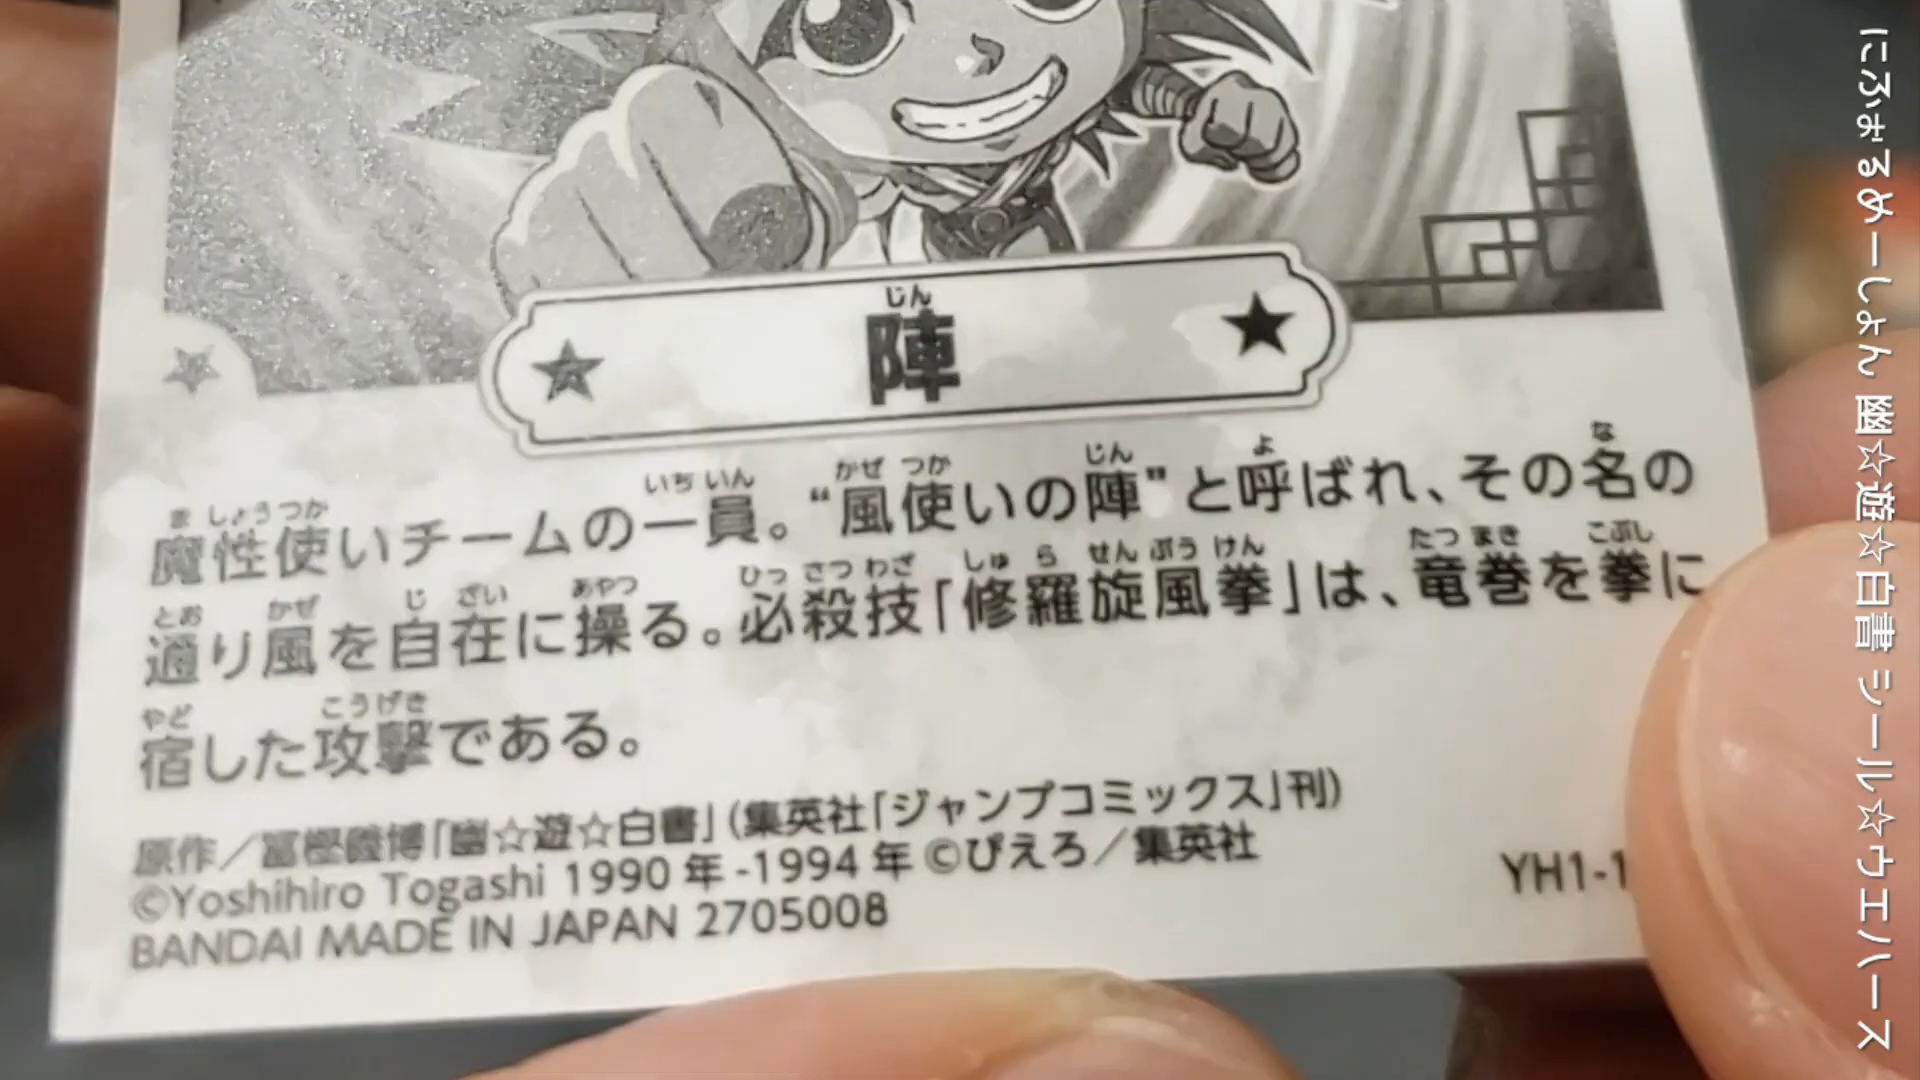 じん
陣
ま しょう つか いち いん かぜ つか じん よ な
魔性使いチームの一員。“風使いの陣”と呼ばれ、その名の
とお かぜ じ ざい あやつ ひっ さつ わざ しゅ ら せん ぷう けん たつ まき こぶし
通り風を自在に操る。必殺技「修羅旋風拳」は、竜巻を拳に
やど こうげき
宿した攻撃である。
原作／冨樫義博「幽☆遊☆白書」(集英社「ジャンプコミックス」刊)
©Yoshihiro Togashi 1990 年 -1994 年 ©ぴえろ／集英社
BANDAI MADE IN JAPAN 2705008
YH1-1
にふぉるめーしょん 幽☆遊☆白書 シール☆ウエハース